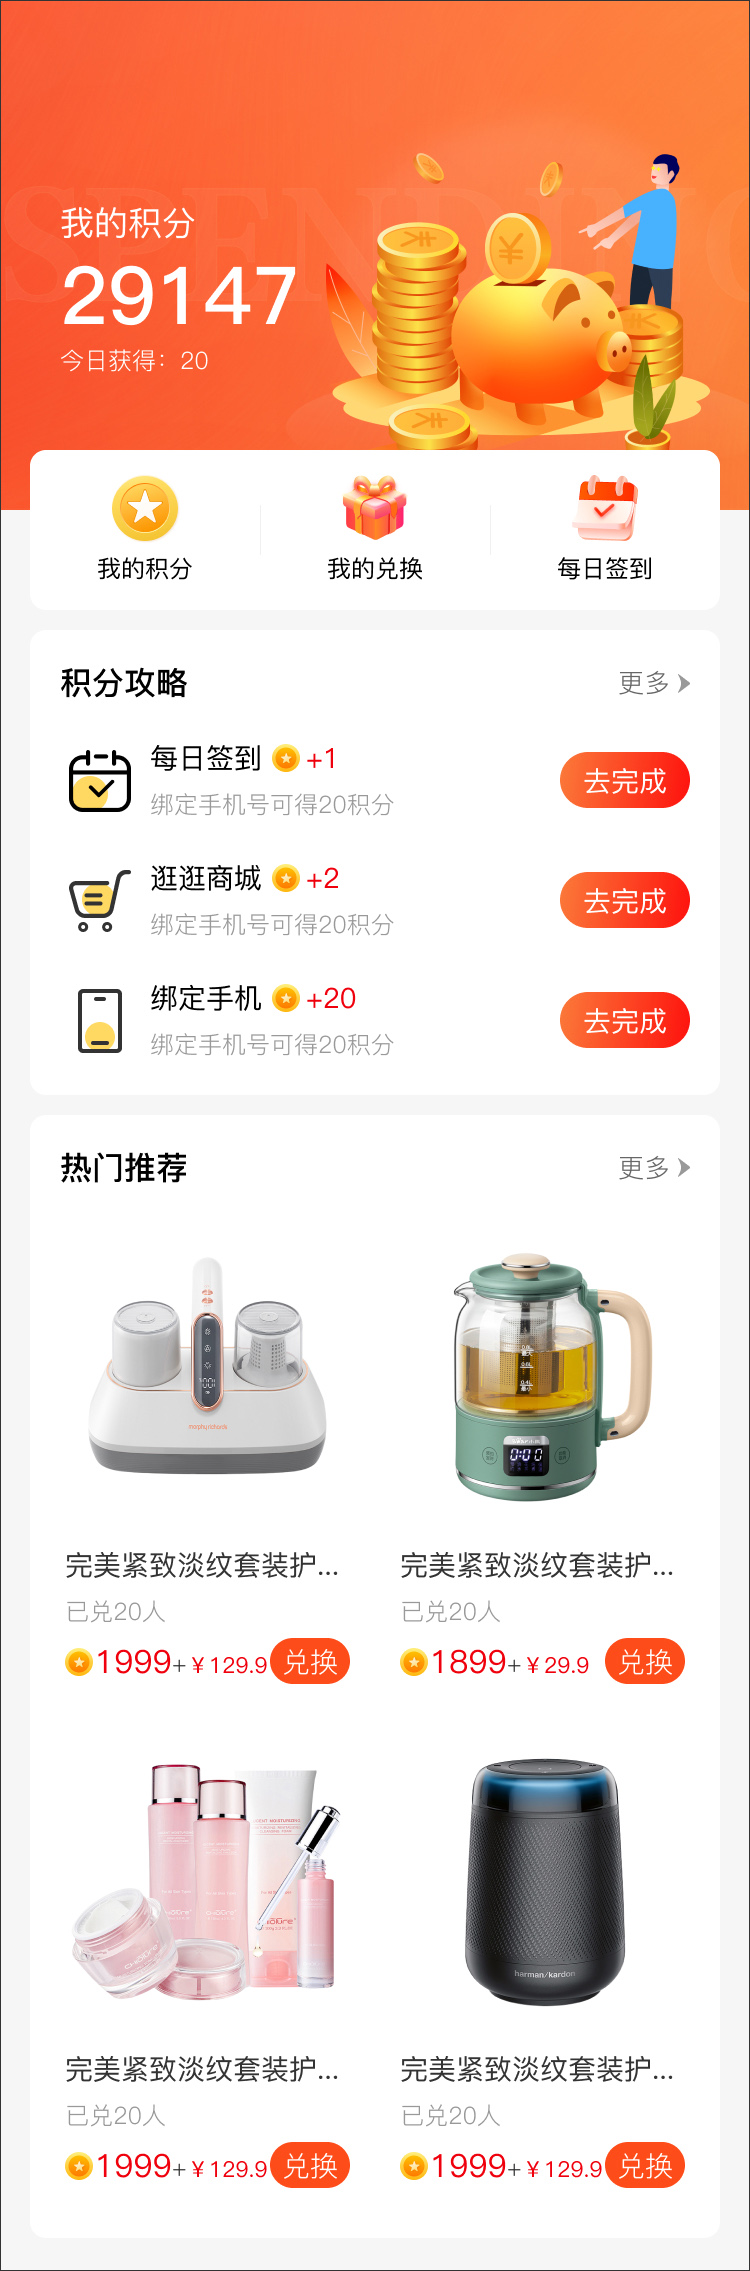 SPENDING
我的积分
29147
今日获得：20
我的积分
我的兑换
每日签到
积分攻略
更多
每日签到 +1
绑定手机号可得20积分
去完成
逛逛商城 +2
绑定手机号可得20积分
去完成
绑定手机 +20
绑定手机号可得20积分
去完成
热门推荐
更多
morphy richards
0:00
完美紧致淡纹套装护...
已兑20人
1999+¥129.9 兑换
完美紧致淡纹套装护...
已兑20人
1899+¥29.9 兑换
harman/kardon
完美紧致淡纹套装护...
已兑20人
1999+¥129.9 兑换
完美紧致淡纹套装护...
已兑20人
1999+¥129.9 兑换